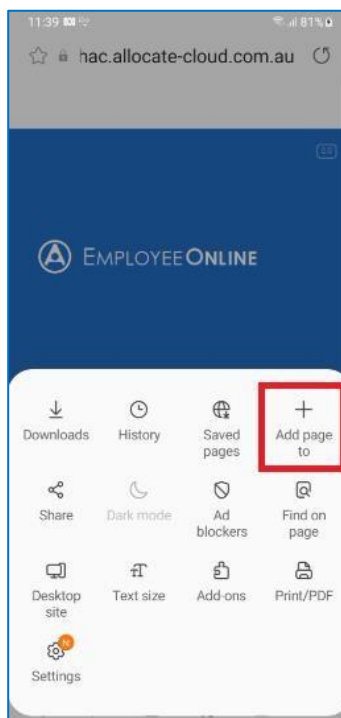 11:39
81%
hac.allocate-cloud.com.au
A EMPLOYEEONLINE
Downloads
History
Saved
pages
Add page
to
Share
Dark mode
Ad
blockers
Find on
page
Desktop
site
Text size
Add-ons
Print/PDF
N
Settings